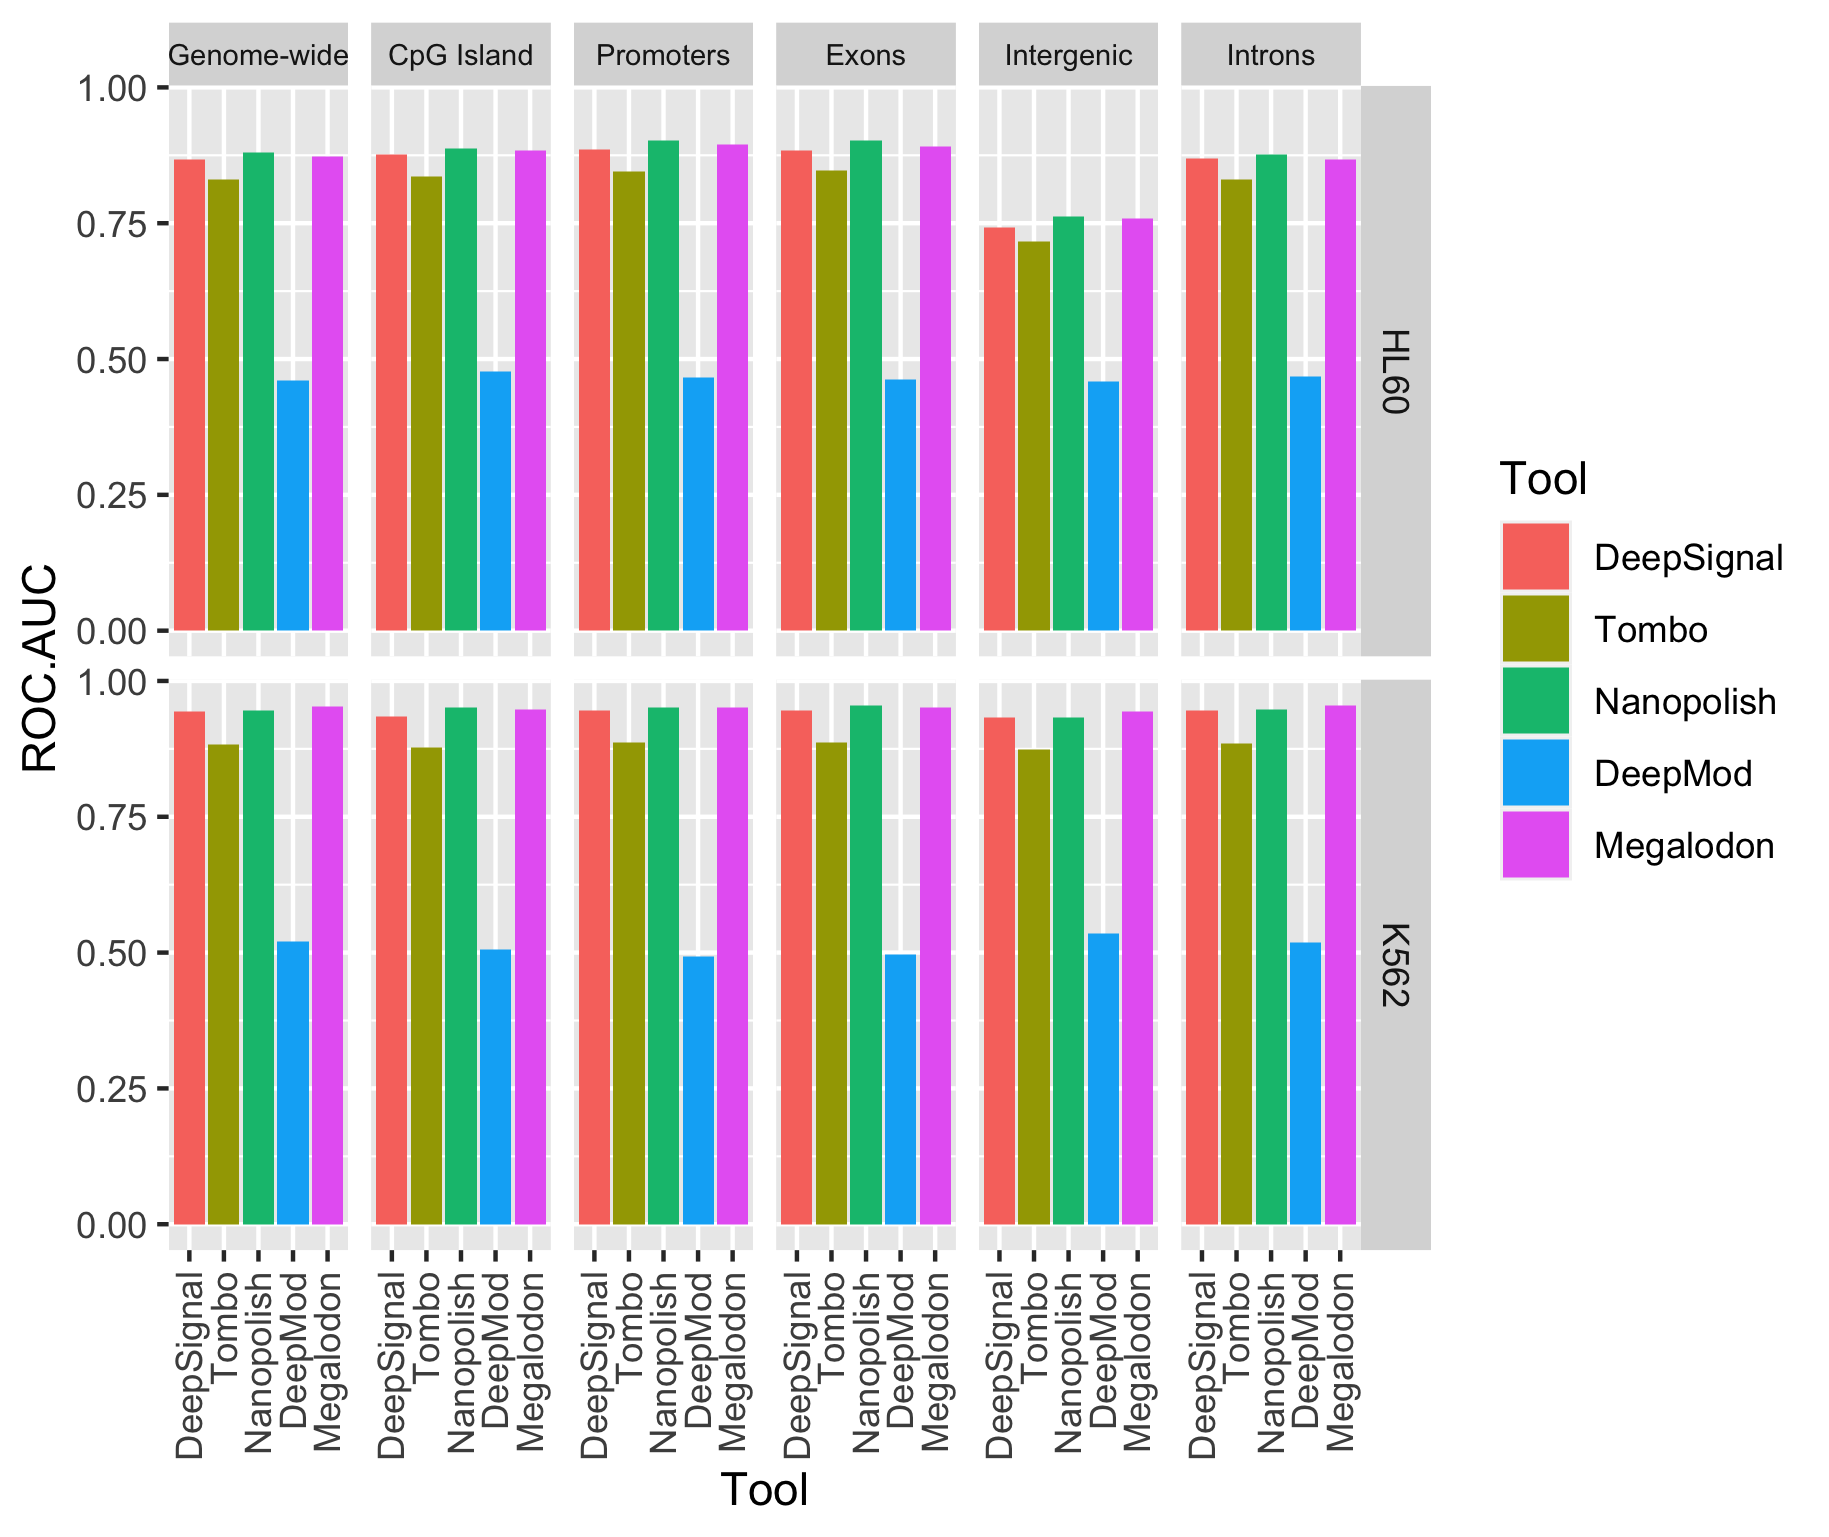 Genome-wide
CpG Island
Promoters
Exons
Intergenic
Introns
1.00
0.75
0.50
0.25
0.00
HL60
1.00
0.75
0.50
0.25
0.00
K562
ROC.AUC
DeepSignal
Tombo
Nanopolish
DeepMod
Megalodon
DeepSignal
Tombo
Nanopolish
DeepMod
Megalodon
DeepSignal
Tombo
Nanopolish
DeepMod
Megalodon
DeepSignal
Tombo
Nanopolish
DeepMod
Megalodon
DeepSignal
Tombo
Nanopolish
DeepMod
Megalodon
DeepSignal
Tombo
Nanopolish
DeepMod
Megalodon
Tool
Tool
DeepSignal
Tombo
Nanopolish
DeepMod
Megalodon